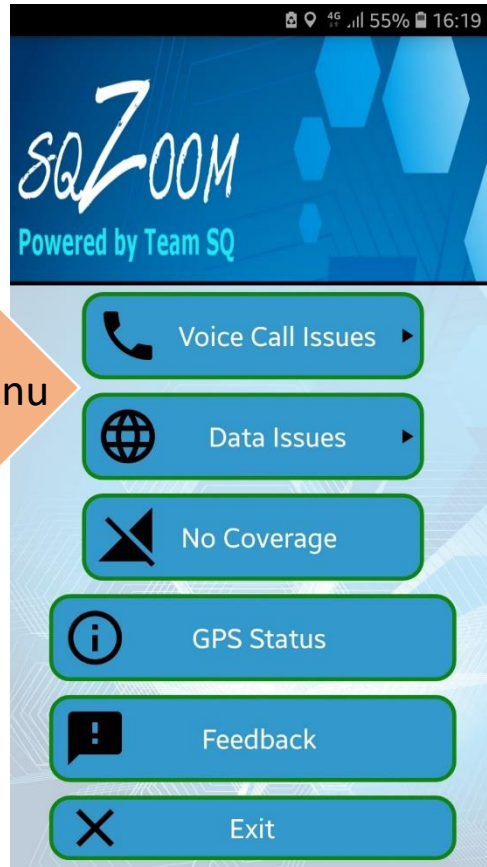 4G 55% 16:19
SQZOOM
Powered by Team SQ
Voice Call Issues
nu
Data Issues
No Coverage
GPS Status
Feedback
Exit